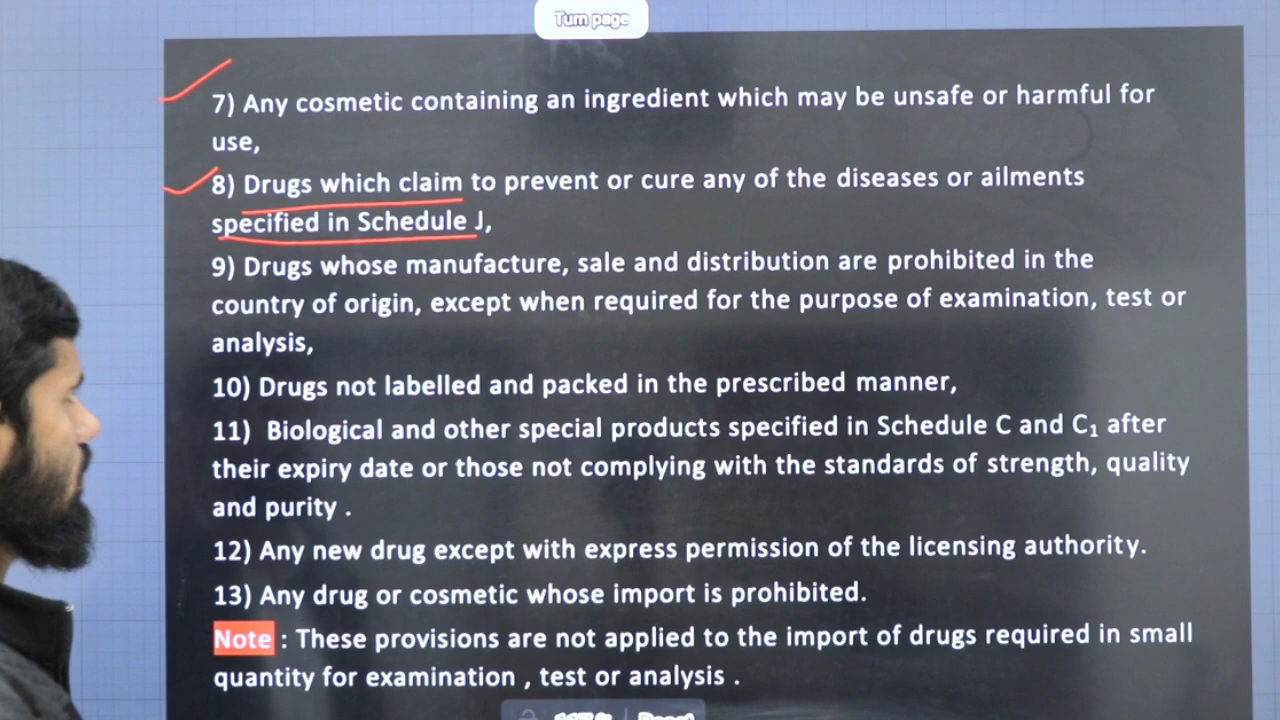 Turn page
7) Any cosmetic containing an ingredient which may be unsafe or harmful for
use,
8) Drugs which claim to prevent or cure any of the diseases or ailments
specified in Schedule J,
9) Drugs whose manufacture, sale and distribution are prohibited in the
country of origin, except when required for the purpose of examination, test or
analysis,
10) Drugs not labelled and packed in the prescribed manner,
11)  Biological and other special products specified in Schedule C and C₁ after
their expiry date or those not complying with the standards of strength, quality
and purity .
12) Any new drug except with express permission of the licensing authority.
13) Any drug or cosmetic whose import is prohibited.
Note : These provisions are not applied to the import of drugs required in small
quantity for examination , test or analysis .